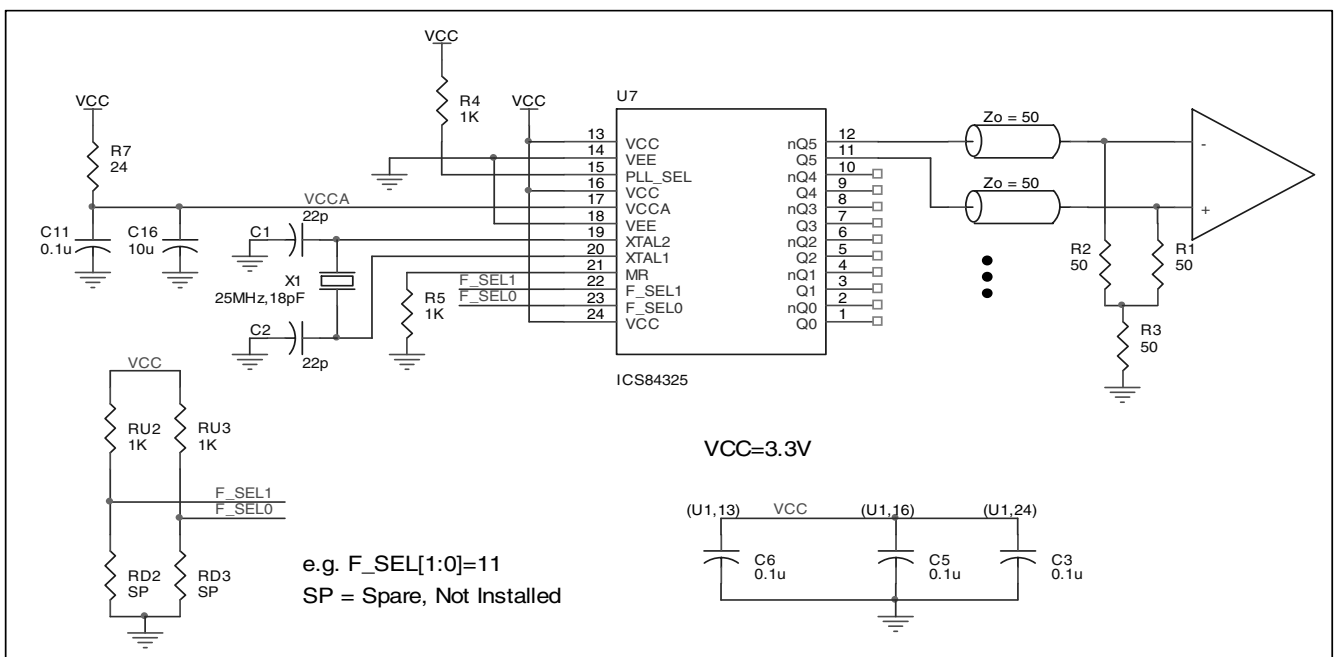 VCC
R4
1K
VCC
R7
24
VCC
VCCA
C11
0.1u
C16
10u
C1
22p
X1
25MHz,18pF
C2
22p
R5
1K
F_SEL1
F_SEL0
U7
13 VCC
14 VEE
15 PLL_SEL
16 VCC
17 VCCA
18 VEE
19 XTAL2
20 XTAL1
21 MR
22 F_SEL1
23 F_SEL0
24 VCC
nQ5 12
Q5 11
nQ4 10
Q4 9
nQ3 8
Q3 7
nQ2 6
Q2 5
nQ1 4
Q1 3
nQ0 2
Q0 1
ICS84325
Zo = 50
Zo = 50
-
+
R2
50
R1
50
R3
50
VCC
RU2
1K
RU3
1K
F_SEL1
F_SEL0
RD2
SP
RD3
SP
e.g. F_SEL[1:0]=11
SP = Spare, Not Installed
VCC=3.3V
(U1,13) VCC (U1,16) (U1,24)
C6
0.1u
C5
0.1u
C3
0.1u